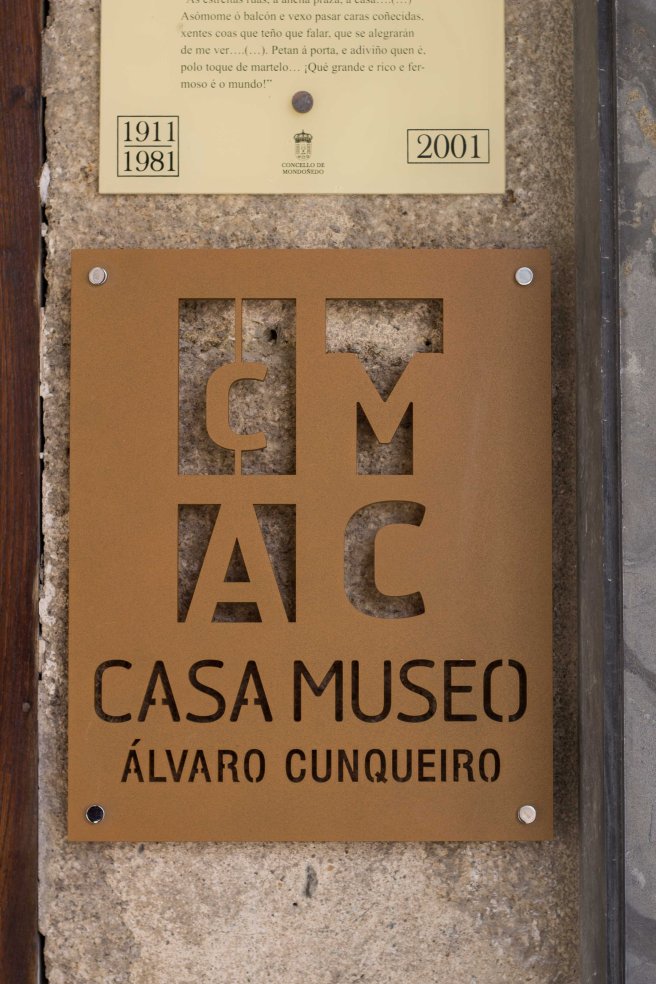 "As estreitas rúas, a ancha praza, a casa….(…)
Asómome ó balcón e vexo pasar caras coñecidas,
xentes coas que teño que falar, que se alegrarán
de me ver….(…). Petan á porta, e adiviño quen é,
polo toque de martelo… ¡Qué grande e rico e fer-
moso é o mundo!"
1911
1981
CONCELLO DE
MONDOÑEDO
2001
C M
A C
CASA MUSEO
ÁLVARO CUNQUEIRO